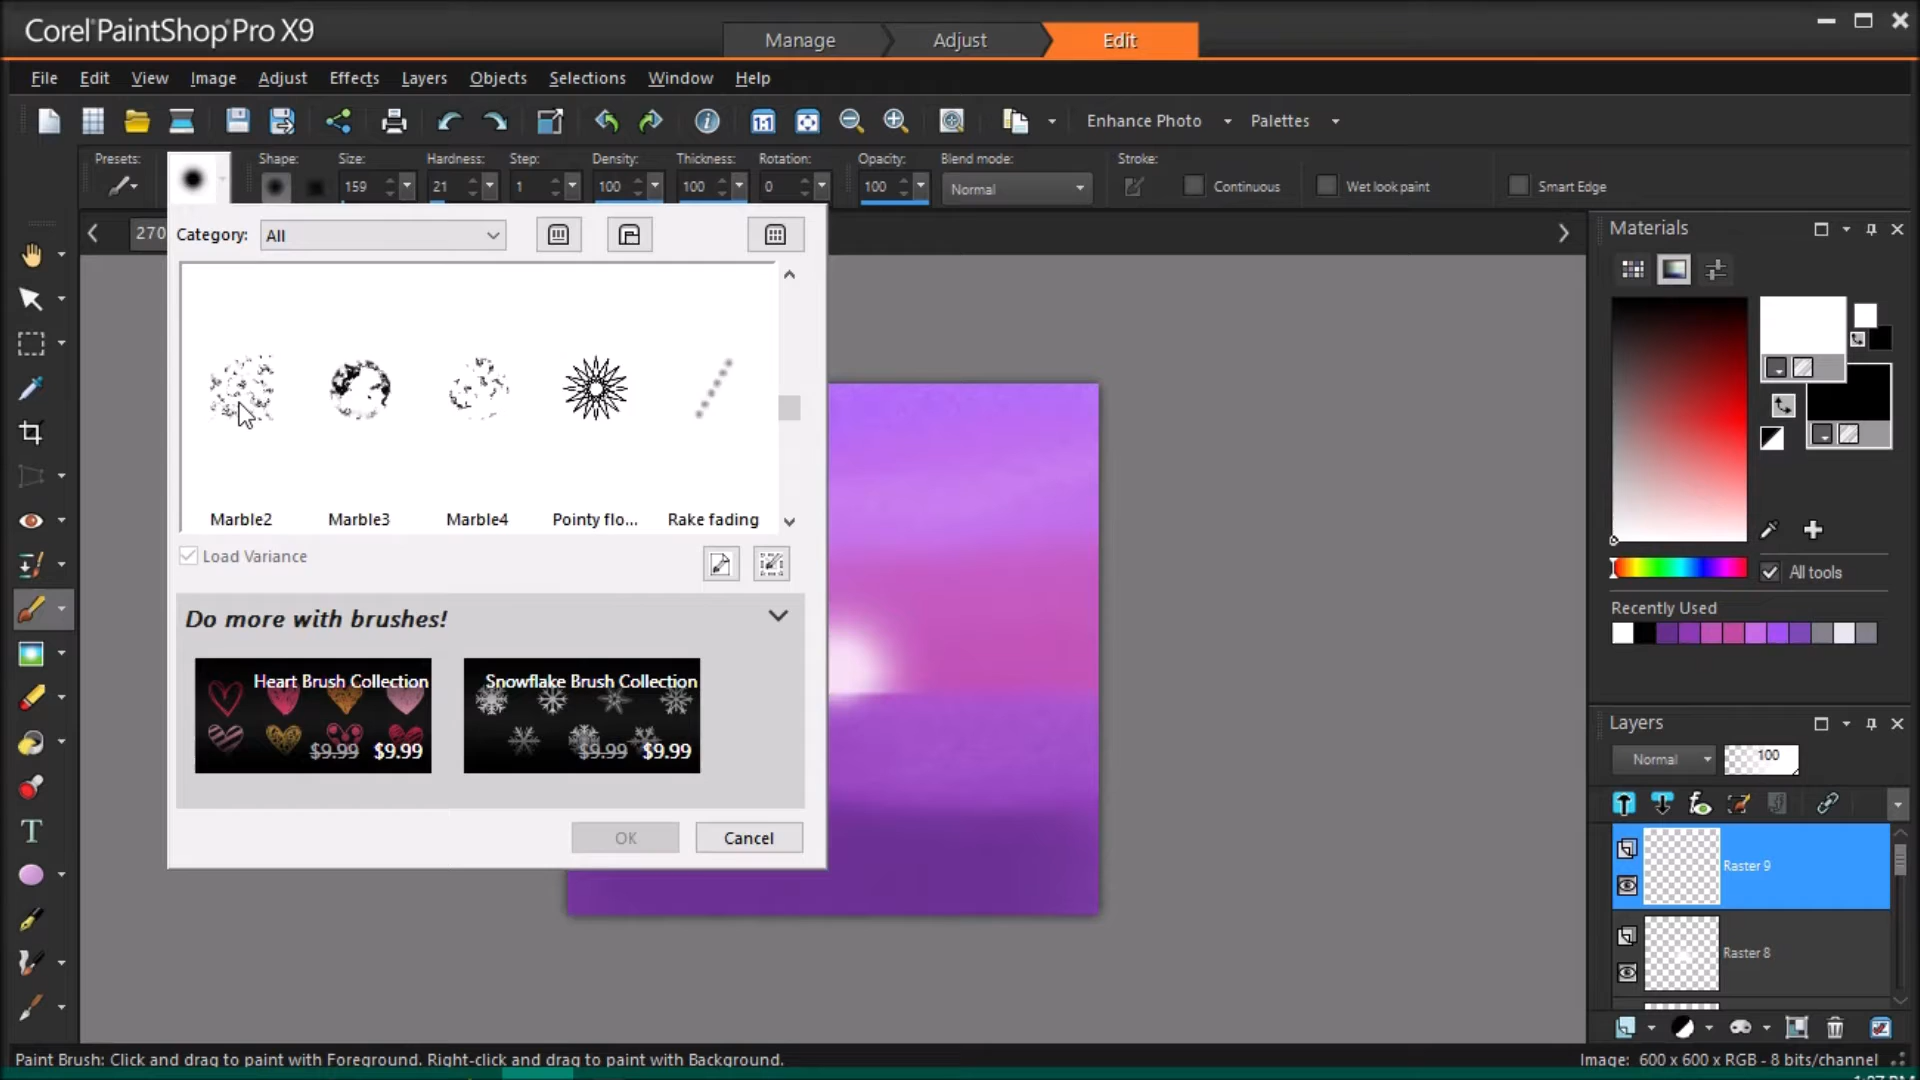 Corel PaintShop Pro X9
Manage
Adjust
Edit
File Edit View Image Adjust Effects Layers Objects Selections Window Help
1:1
Enhance Photo
Palettes
Presets:
Shape:
Size:
Hardness:
Step:
Density:
Thickness:
Rotation:
Opacity:
Blend mode:
Stroke:
159
21
1
100
100
0
100
Normal
Continuous
Wet look paint
Smart Edge
270
Category:
All
Marble2
Marble3
Marble4
Pointy flo...
Rake fading
Load Variance
Do more with brushes!
Heart Brush Collection
$9.99 $9.99
Snowflake Brush Collection
$9.99 $9.99
OK
Cancel
Materials
All tools
Recently Used
Layers
Normal
100
Raster 9
Raster 8
Paint Brush: Click and drag to paint with Foreground. Right-click and drag to paint with Background.
Image: 600 x 600 x RGB - 8 bits/channel